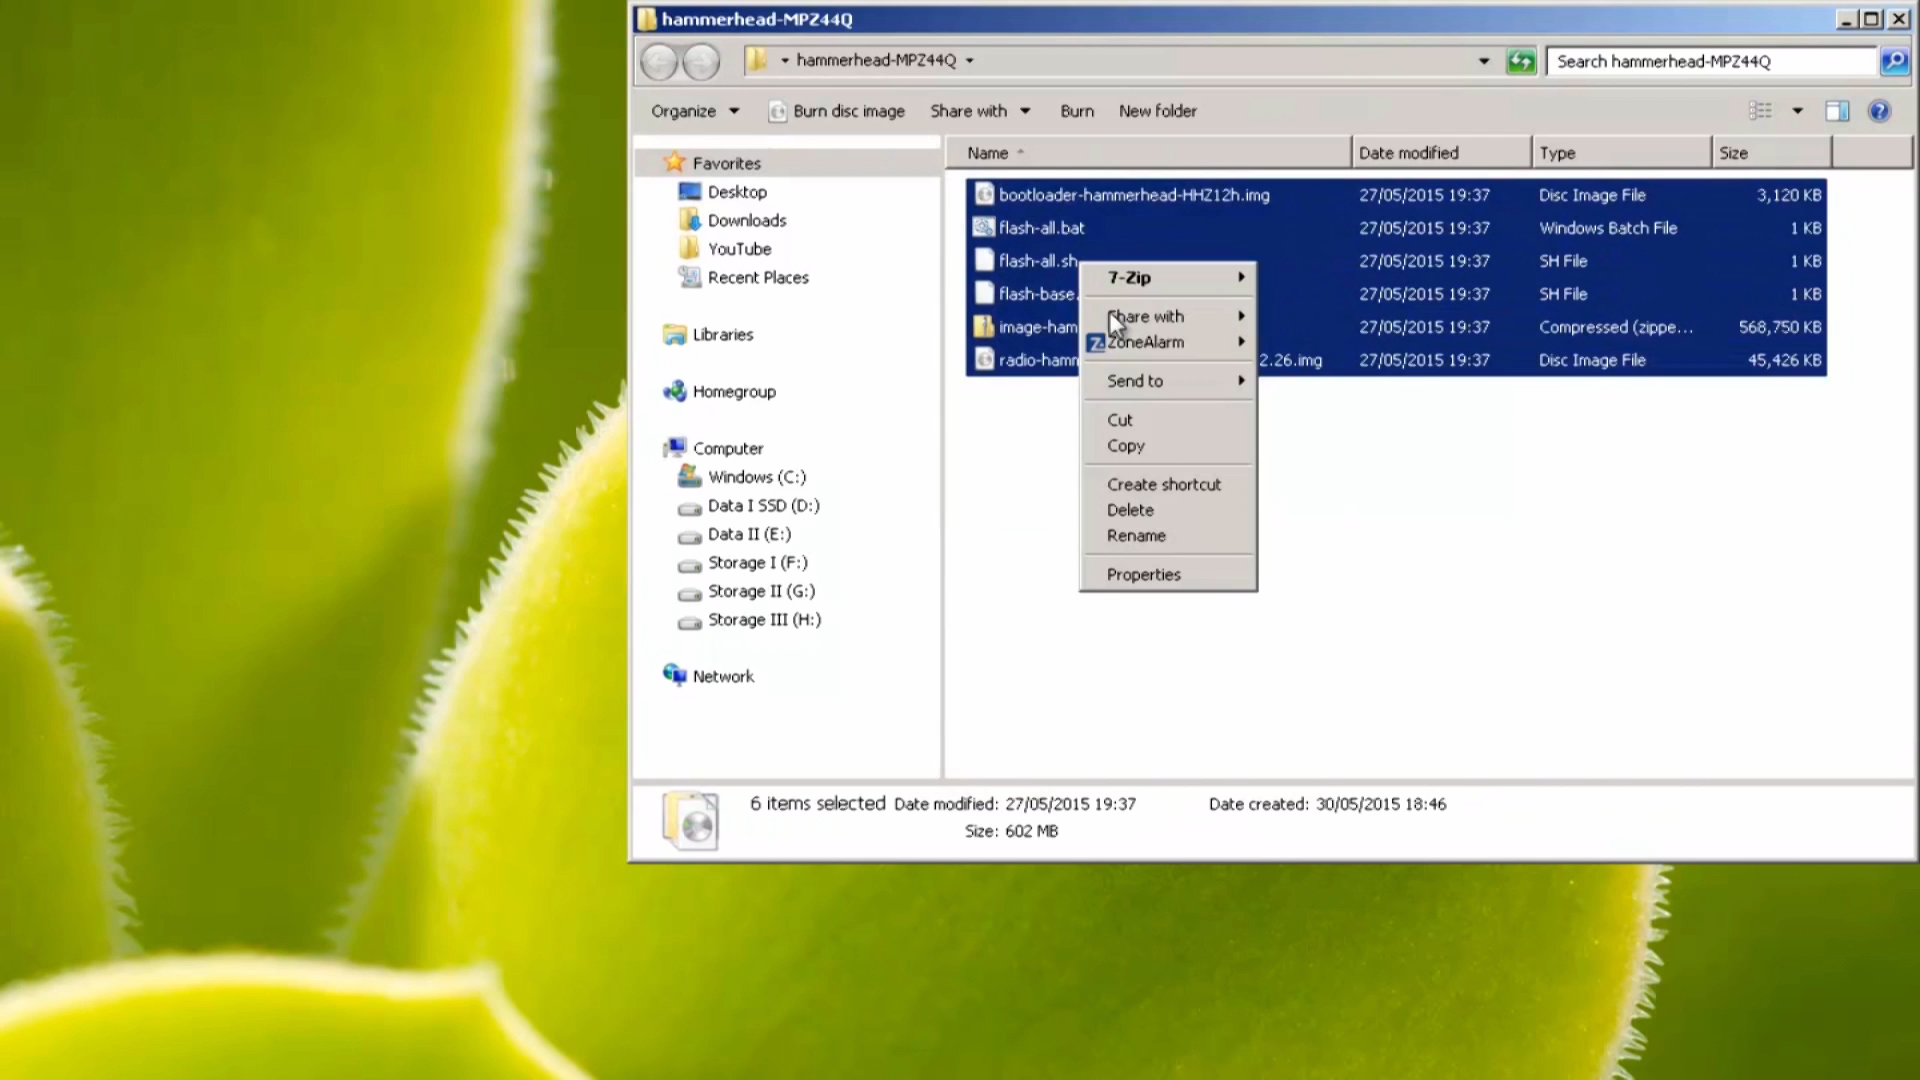 hammerhead-MPZ44Q
hammerhead-MPZ44Q
Search hammerhead-MPZ44Q
Organize Burn disc image Share with Burn New folder
Name Date modified Type Size
Favorites
Desktop
Downloads
YouTube
Recent Places
Libraries
Homegroup
Computer
Windows (C:)
Data I SSD (D:)
Data II (E:)
Storage I (F:)
Storage II (G:)
Storage III (H:)
Network
bootloader-hammerhead-HHZ12h.img 27/05/2015 19:37 Disc Image File 3,120 KB
flash-all.bat 27/05/2015 19:37 Windows Batch File 1 KB
flash-all.sh 27/05/2015 19:37 SH File 1 KB
flash-base. 27/05/2015 19:37 SH File 1 KB
image-ham 27/05/2015 19:37 Compressed (zippe... 568,750 KB
radio-hamm 2.26.img 27/05/2015 19:37 Disc Image File 45,426 KB
7-Zip
Share with
ZoneAlarm
Send to
Cut
Copy
Create shortcut
Delete
Rename
Properties
6 items selected Date modified: 27/05/2015 19:37 Date created: 30/05/2015 18:46
Size: 602 MB